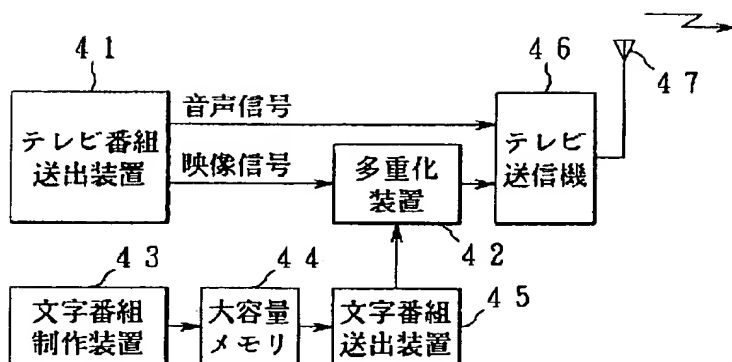 41
46
47
音声信号
テレビ番組
送出装置
映像信号
多重化
装置
テレビ
送信機
42
43
44
45
文字番組
制作装置
大容量
メモリ
文字番組
送出装置